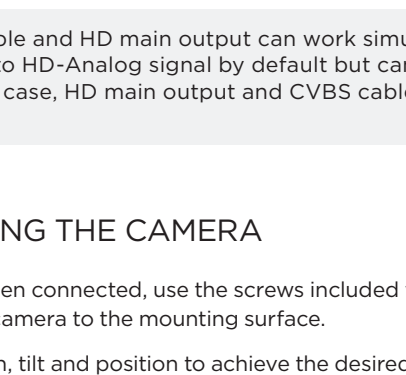 ble and HD main output can work simu
to HD-Analog signal by default but can
case, HD main output and CVBS cable
NG THE CAMERA
en connected, use the screws included
camera to the mounting surface.
n, tilt and position to achieve the desired